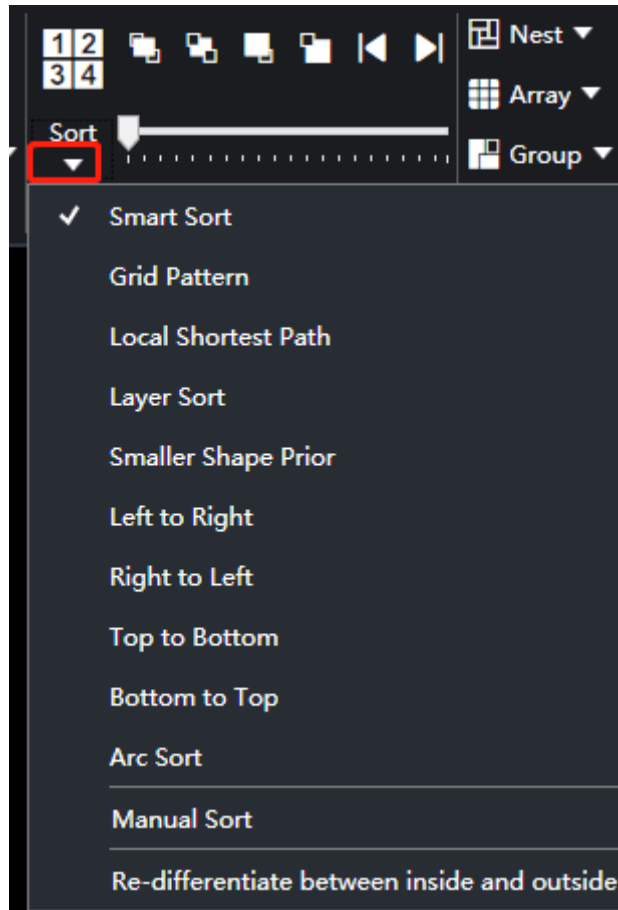 1 2
3 4
Sort
Nest
Array
Group
Smart Sort
Grid Pattern
Local Shortest Path
Layer Sort
Smaller Shape Prior
Left to Right
Right to Left
Top to Bottom
Bottom to Top
Arc Sort
Manual Sort
Re-differentiate between inside and outside